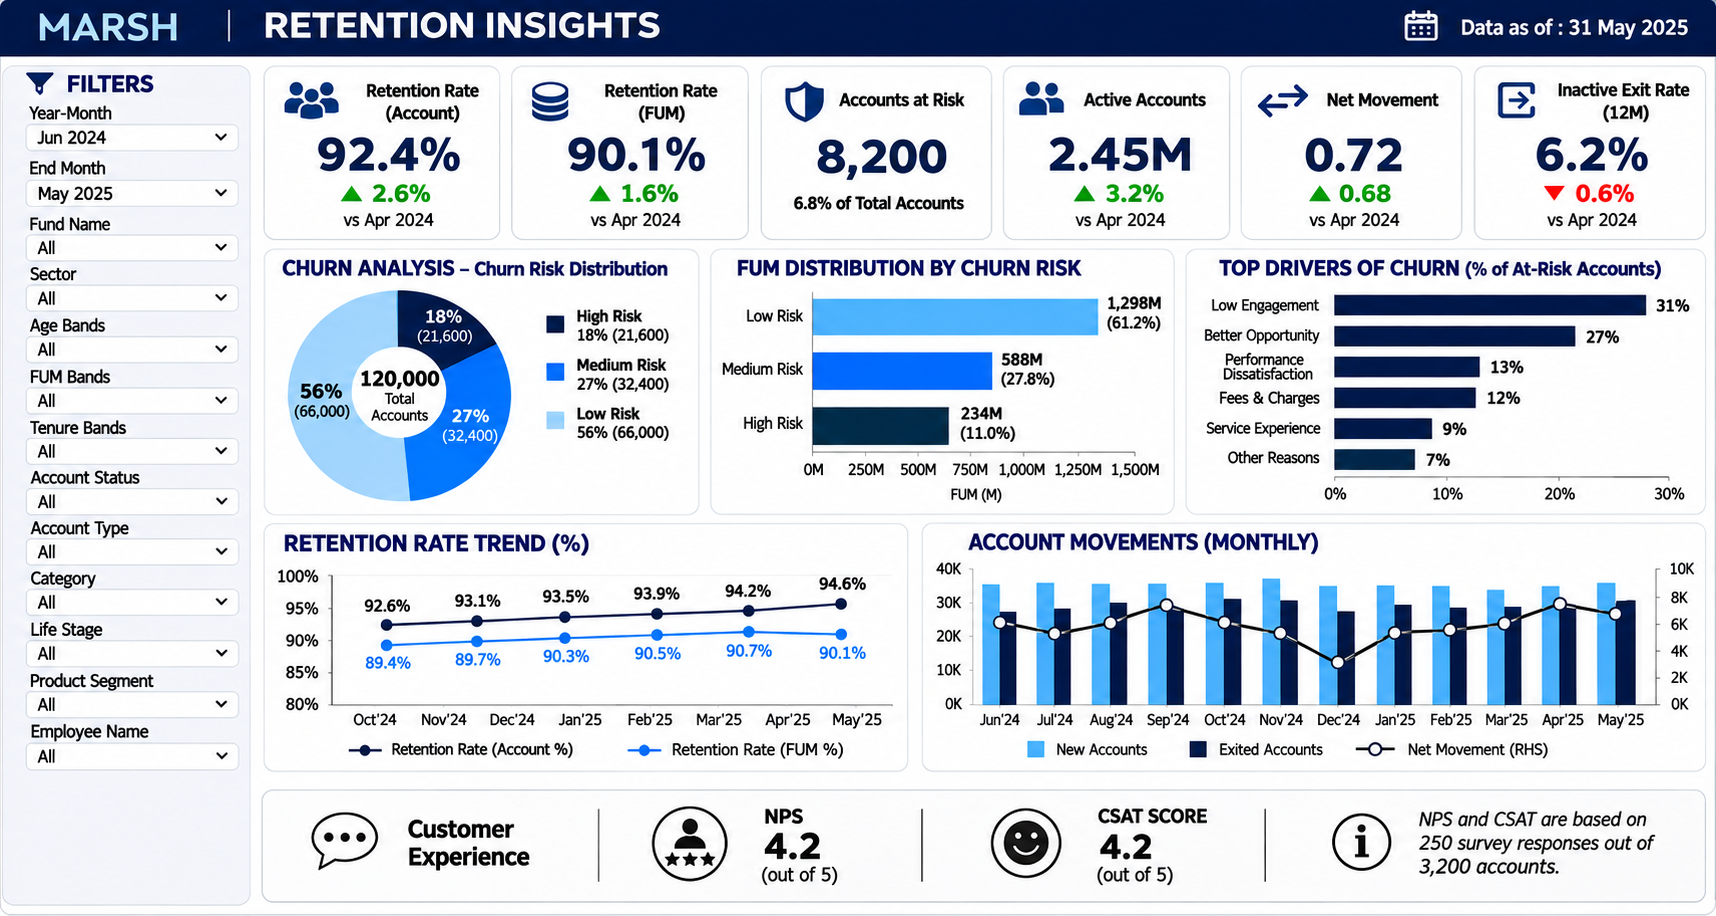 MARSH
RETENTION INSIGHTS
Data as of : 31 May 2025
FILTERS
Year-Month
Jun 2024
End Month
May 2025
Fund Name
All
Sector
All
Age Bands
All
FUM Bands
All
Tenure Bands
All
Account Status
All
Account Type
All
Category
All
Life Stage
All
Product Segment
All
Employee Name
All
Retention Rate
(Account)
92.4%
▲ 2.6%
vs Apr 2024
Retention Rate
(FUM)
90.1%
▲ 1.6%
vs Apr 2024
Accounts at Risk
8,200
6.8% of Total Accounts
Active Accounts
2.45M
▲ 3.2%
vs Apr 2024
Net Movement
0.72
▲ 0.68
vs Apr 2024
Inactive Exit Rate
(12M)
6.2%
▼ 0.6%
vs Apr 2024
CHURN ANALYSIS – Churn Risk Distribution
18%
(21,600)
56%
(66,000)
120,000
Total
Accounts
27%
(32,400)
High Risk
18% (21,600)
Medium Risk
27% (32,400)
Low Risk
56% (66,000)
FUM DISTRIBUTION BY CHURN RISK
Low Risk
1,298M
(61.2%)
Medium Risk
588M
(27.8%)
High Risk
234M
(11.0%)
0M 250M 500M 750M 1,000M 1,250M 1,500M
FUM (M)
TOP DRIVERS OF CHURN (% of At-Risk Accounts)
Low Engagement 31%
Better Opportunity 27%
Performance
Dissatisfaction
13%
Fees & Charges 12%
Service Experience 9%
Other Reasons 7%
0% 10% 20% 30%
RETENTION RATE TREND (%)
100%
95%
90%
85%
80%
92.6% 93.1% 93.5% 93.9% 94.2% 94.6%
89.4% 89.7% 90.3% 90.5% 90.7% 90.1%
Oct'24 Nov'24 Dec'24 Jan'25 Feb'25 Mar'25 Apr'25 May'25
Retention Rate (Account %) Retention Rate (FUM %)
ACCOUNT MOVEMENTS (MONTHLY)
40K
30K
20K
10K
0K
10K
8K
6K
4K
2K
0K
Jun'24 Jul'24 Aug'24 Sep'24 Oct'24 Nov'24 Dec'24 Jan'25 Feb'25 Mar'25 Apr'25 May'25
New Accounts Exited Accounts Net Movement (RHS)
Customer
Experience
NPS
4.2
(out of 5)
CSAT SCORE
4.2
(out of 5)
NPS and CSAT are based on
250 survey responses out of
3,200 accounts.